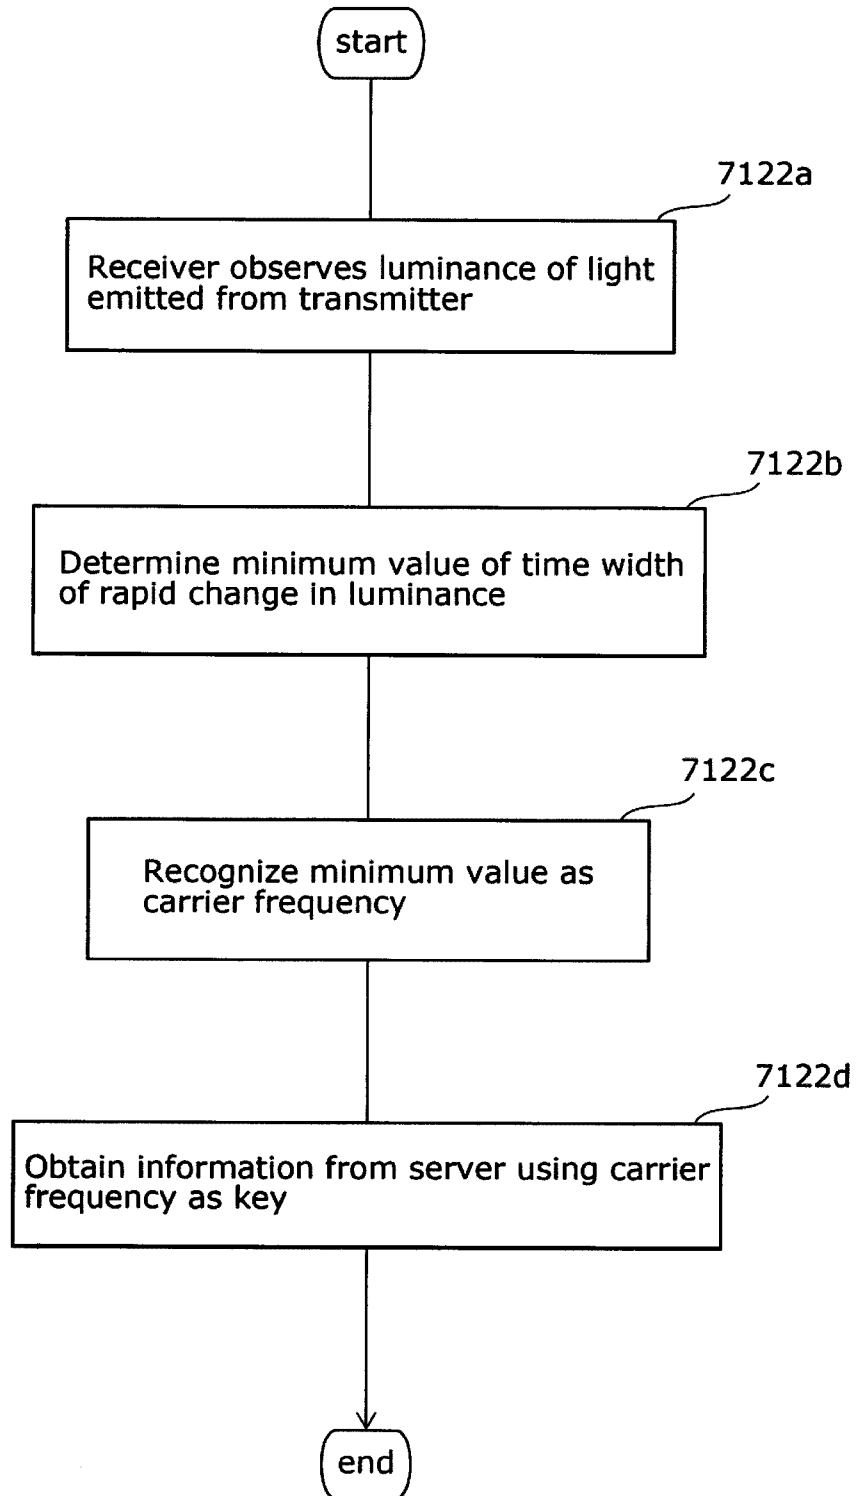 start
7122a
Receiver observes luminance of light
emitted from transmitter
7122b
Determine minimum value of time width
of rapid change in luminance
7122c
Recognize minimum value as
carrier frequency
7122d
Obtain information from server using carrier
frequency as key
end